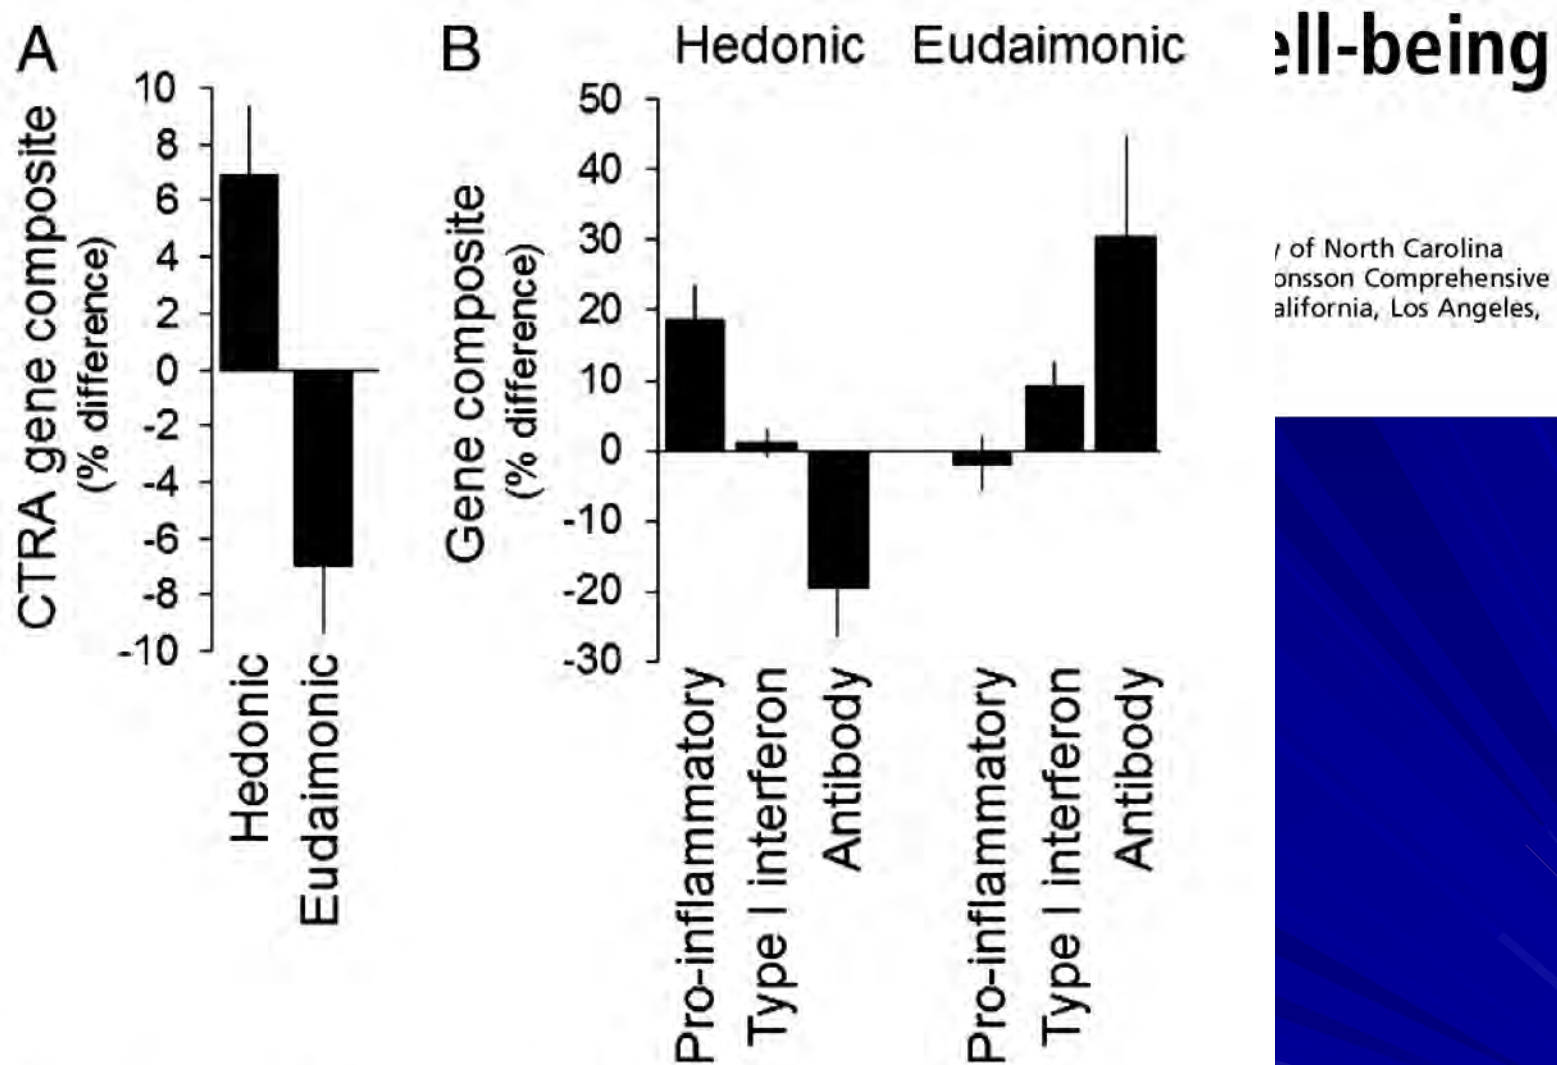 A
CTRA gene composite
(% difference)
10
8
6
4
2
0
-2
-4
-6
-8
-10
Hedonic
Eudaimonic
B
Hedonic Eudaimonic
Gene composite
(% difference)
50
40
30
20
10
0
-10
-20
-30
Pro-inflammatory
Type I interferon
Antibody
Pro-inflammatory
Type I interferon
Antibody
ell-being
y of North Carolina
onsson Comprehensive
alifornia, Los Angeles,